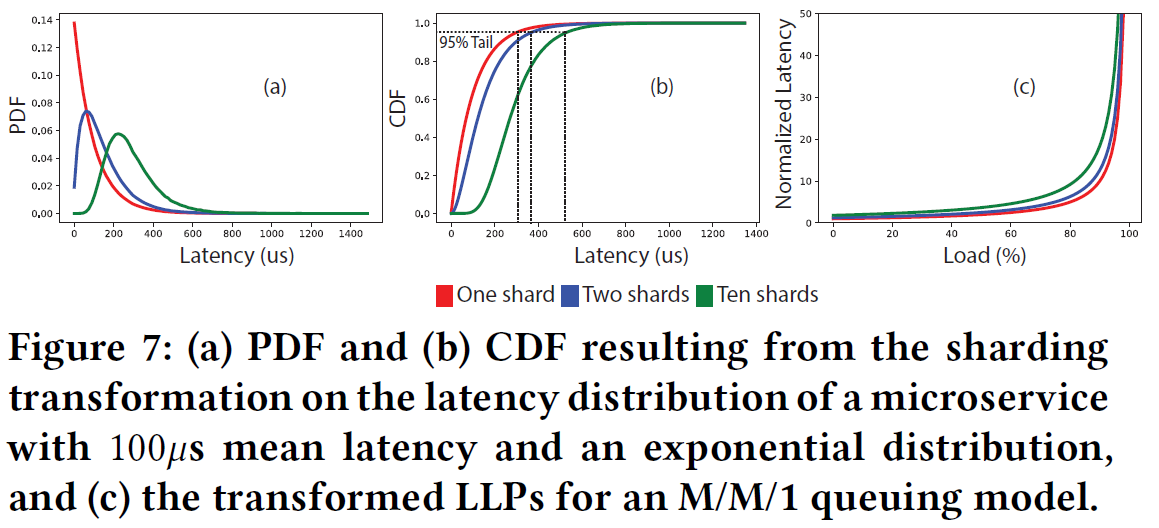 0.14
0.12
0.10
0.08
0.06
0.04
0.02
0.00
PDF
(a)
0 200 400 600 800 1000 1200 1400
Latency (us)
1.0
0.8
0.6
0.4
0.2
0.0
CDF
95% Tail
(b)
0 200 400 600 800 1000 1200 1400
Latency (us)
50
40
30
20
10
0
Normalized Latency
(c)
0 20 40 60 80 100
Load (%)
One shard Two shards Ten shards
Figure 7: (a) PDF and (b) CDF resulting from the sharding
transformation on the latency distribution of a microservice
with 100μs mean latency and an exponential distribution,
and (c) the transformed LLPs for an M/M/1 queuing model.